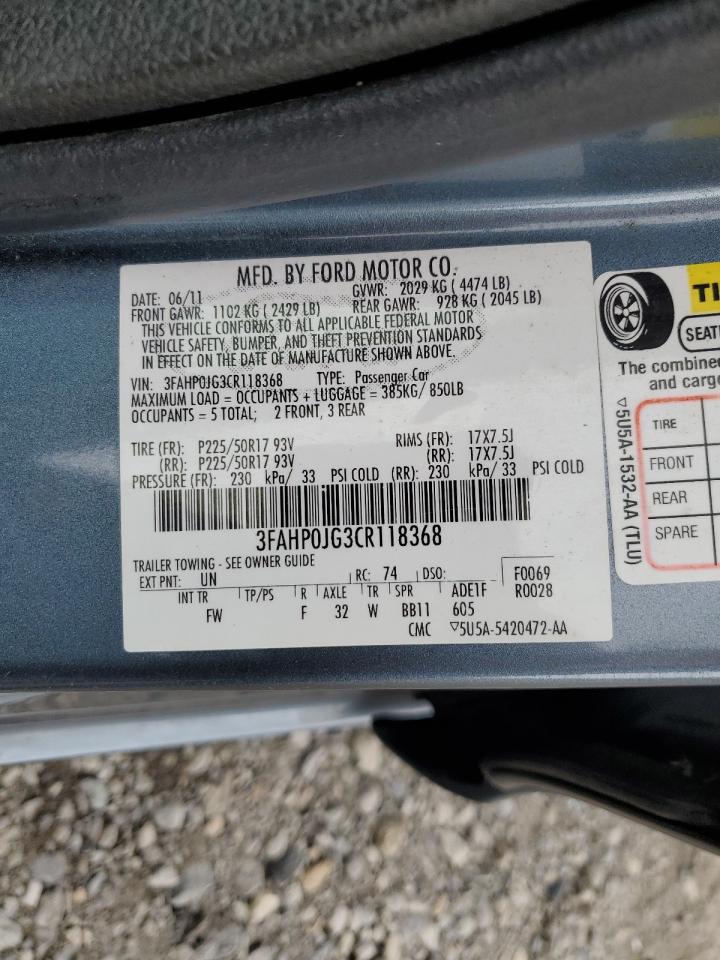 MFD. BY FORD MOTOR CO.
DATE: 06/11 GVWR: 2029 KG ( 4474 LB)
FRONT GAWR: 1102 KG ( 2429 LB) REAR GAWR: 928 KG ( 2045 LB)
THIS VEHICLE CONFORMS TO ALL APPLICABLE FEDERAL MOTOR
VEHICLE SAFETY, BUMPER, AND THEFT PREVENTION STANDARDS
IN EFFECT ON THE DATE OF MANUFACTURE SHOWN ABOVE.
VIN: 3FAHP0JG3CR118368 TYPE: Passenger Car
MAXIMUM LOAD = OCCUPANTS + LUGGAGE = 385KG/ 850LB
OCCUPANTS = 5 TOTAL; 2 FRONT, 3 REAR
TIRE (FR): P225/50R17 93V RIMS (FR): 17X7.5J
(RR): P225/50R17 93V (RR): 17X7.5J
PRESSURE (FR): 230 kPa/ 33 PSI COLD (RR): 230 kPa/ 33 PSI COLD
3FAHP0JG3CR118368
TRAILER TOWING - SEE OWNER GUIDE
EXT PNT: UN RC: 74 DSO: F0069
INT TR TP/PS R AXLE TR SPR ADE1F R0028
FW F 32 W BB11 605
CMC ▽5U5A-5420472-AA
TI
SEATI
The combined
and cargo
TIRE
FRONT
REAR
SPARE
▽5U5A-1532-AA (TLU)